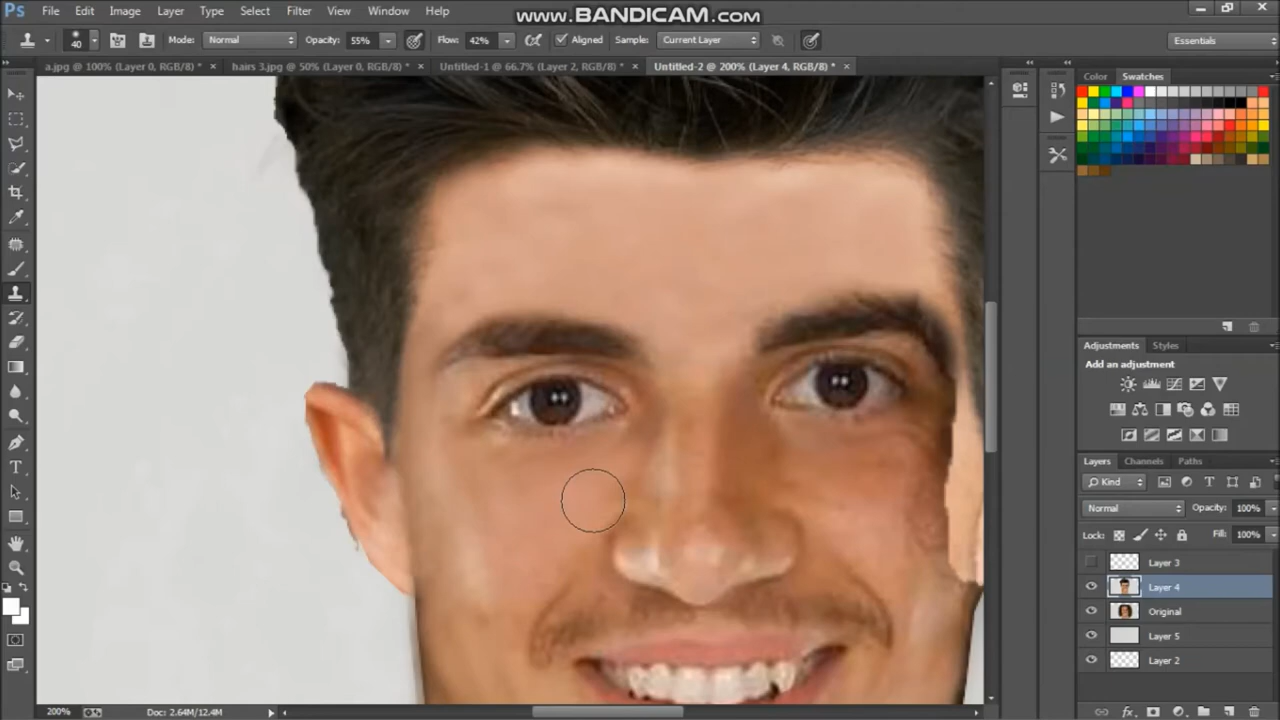 www.BANDICAM.com
Ps File Edit Image Layer Type Select Filter View Window Help
40 Mode: Normal Opacity: 55% Flow: 42% Aligned Sample: Current Layer Essentials
a.jpg @ 100% (Layer 0, RGB/8) * × hairs 3.jpg @ 50% (Layer 0, RGB/8) * × Untitled-1 @ 66.7% (Layer 2, RGB/8) * × Untitled-2 @ 200% (Layer 4, RGB/8) * ×
Color Swatches
Adjustments Styles
Add an adjustment
Layers Channels Paths
Kind
Normal Opacity: 100%
Lock: Fill: 100%
Layer 3
Layer 4
Original
Layer 5
Layer 2
200% Doc: 2.64M/12.4M